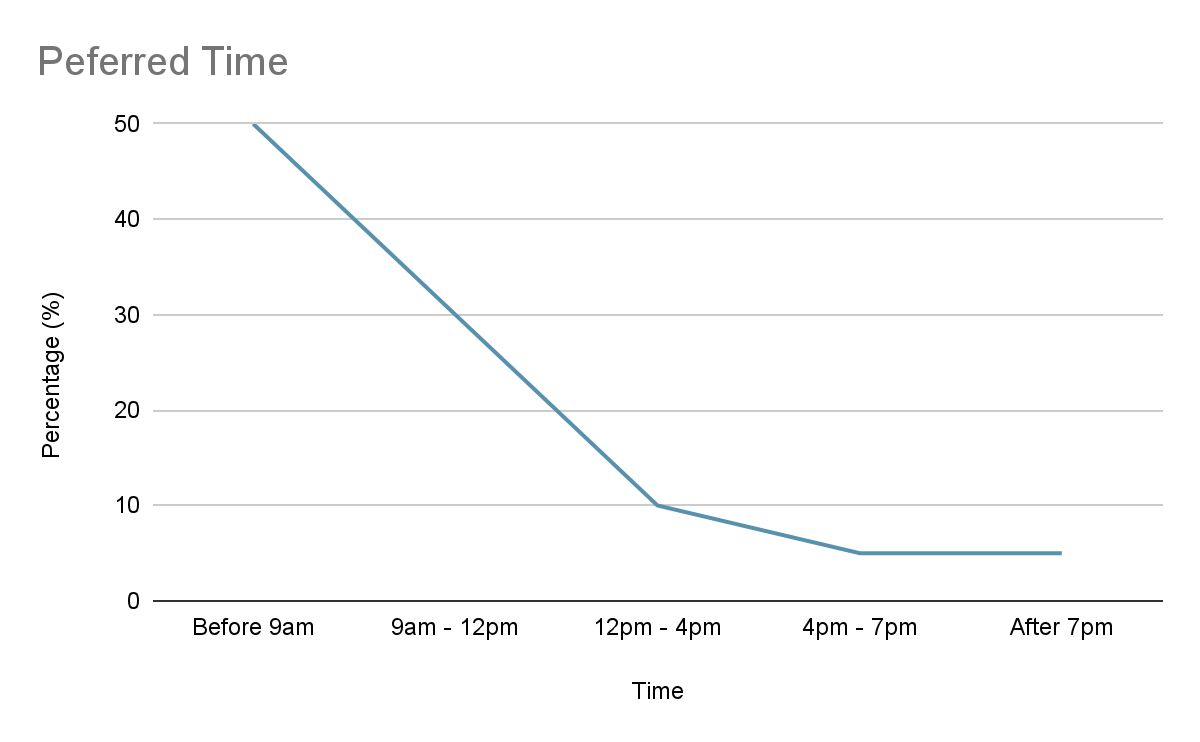 Peferred Time
50
40
30
20
10
0
Percentage (%)
Before 9am
9am - 12pm
12pm - 4pm
4pm - 7pm
After 7pm
Time